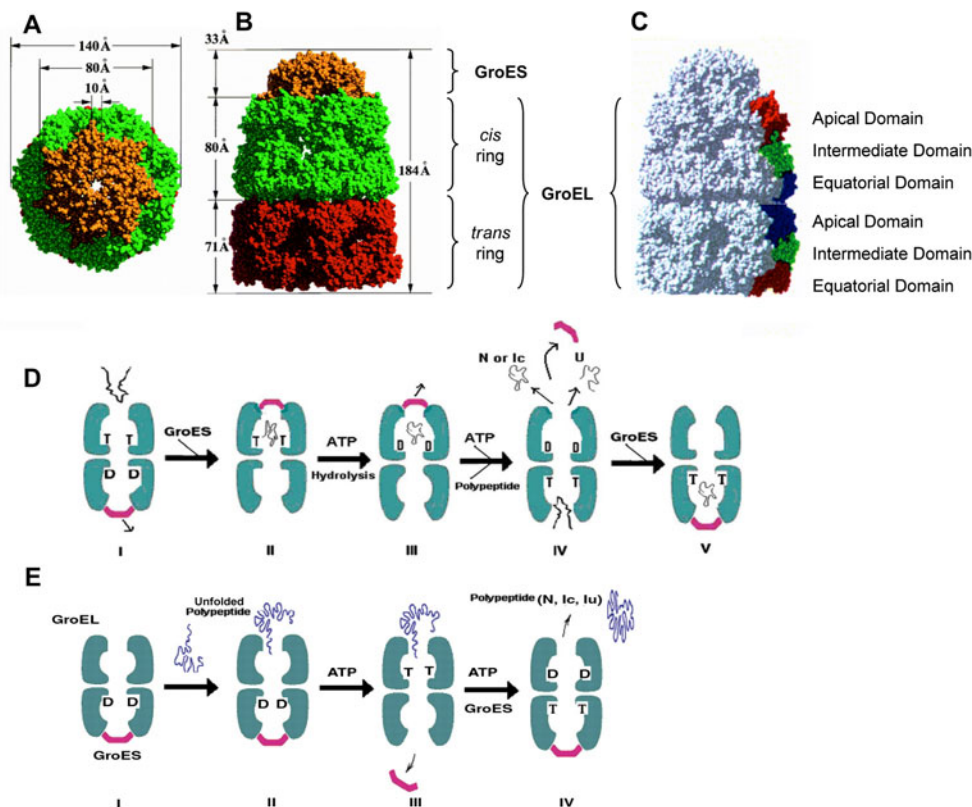 A
140Å
80Å
10Å
B
33Å
80Å
71Å
184Å
GroES
cis
ring
trans
ring
GroEL
C
Apical Domain
Intermediate Domain
Equatorial Domain
Apical Domain
Intermediate Domain
Equatorial Domain
D
T T
D D
I
GroES
T T
II
ATP
Hydrolysis
D D
III
ATP
Polypeptide
N or Ic
U
D D
T T
IV
GroES
T T
V
E
GroEL
D D
GroES
I
Unfolded
Polypeptide
D D
II
ATP
T T
III
ATP
GroES
Polypeptide (N, Ic, Iu)
D D
T T
IV